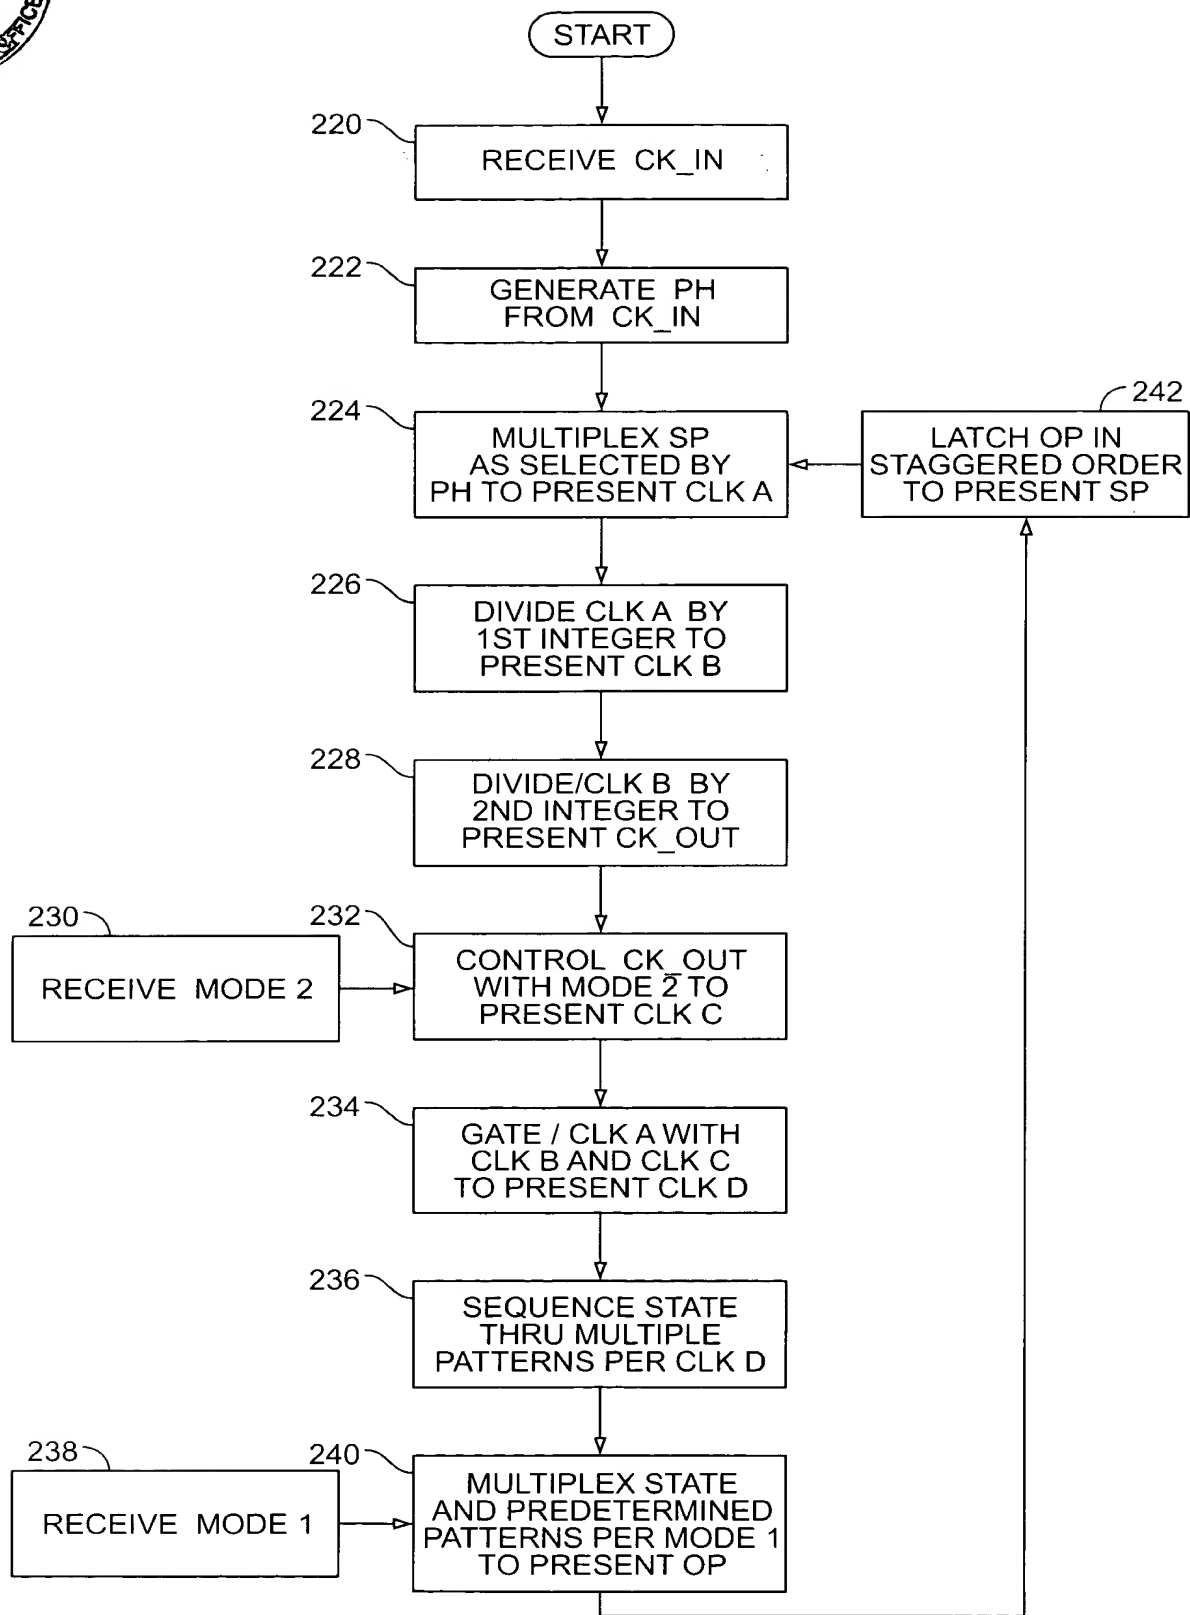 OFFICE
START
220
RECEIVE CK_IN
222
GENERATE PH
FROM CK_IN
224
MULTIPLEX SP
AS SELECTED BY
PH TO PRESENT CLK A
242
LATCH OP IN
STAGGERED ORDER
TO PRESENT SP
226
DIVIDE CLK A BY
1ST INTEGER TO
PRESENT CLK B
228
DIVIDE/CLK B BY
2ND INTEGER TO
PRESENT CK_OUT
230
RECEIVE MODE 2
232
CONTROL CK_OUT
WITH MODE 2 TO
PRESENT CLK C
234
GATE / CLK A WITH
CLK B AND CLK C
TO PRESENT CLK D
236
SEQUENCE STATE
THRU MULTIPLE
PATTERNS PER CLK D
238
RECEIVE MODE 1
240
MULTIPLEX STATE
AND PREDETERMINED
PATTERNS PER MODE 1
TO PRESENT OP